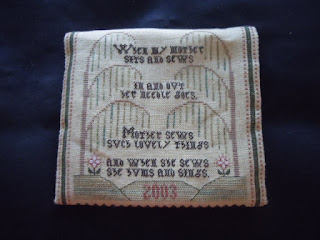 When my mother
sits and sews
in and out
her needle goes.
Mother sews
such lovely things
and when she sews
she hums and sings.
2003